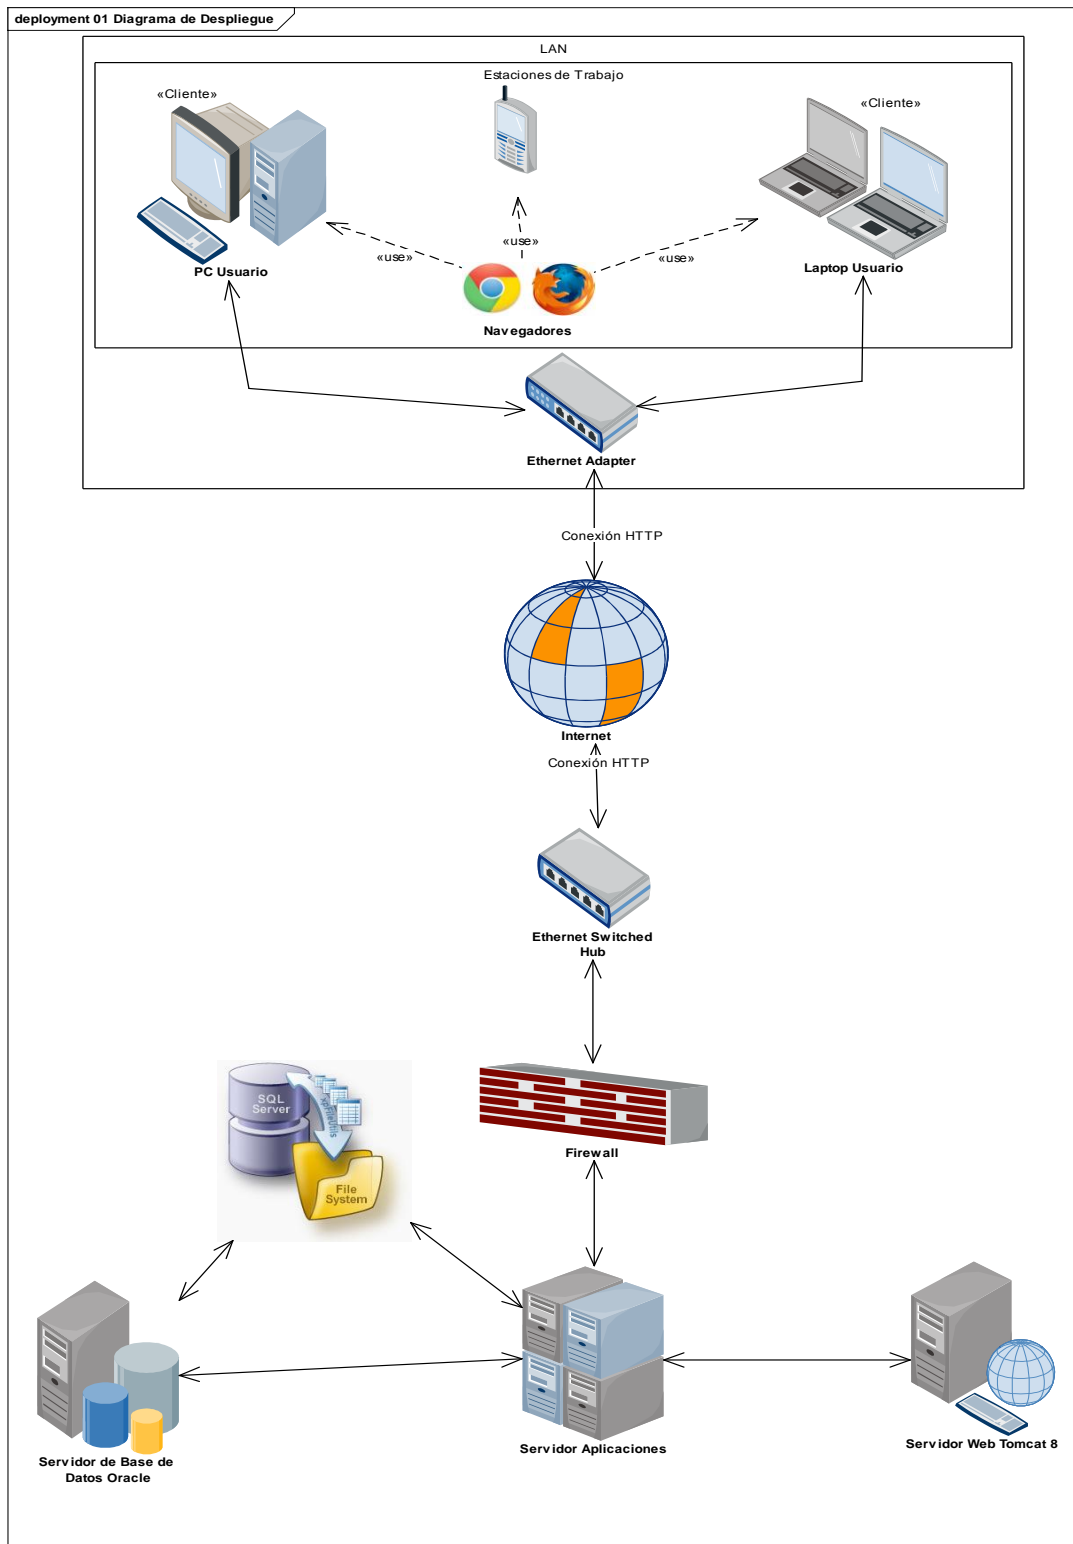 deployment 01 Diagrama de Despliegue
LAN
Estaciones de Trabajo
«Cliente»
«Cliente»
«use»
«use»
«use»
PC Usuario
Laptop Usuario
Navegadores
Ethernet Adapter
Conexión HTTP
Internet
Conexión HTTP
Ethernet Switched
Hub
SQL
Server
File
System
Firewall
Servidor de Base de
Datos Oracle
Servidor Aplicaciones
Servidor Web Tomcat 8